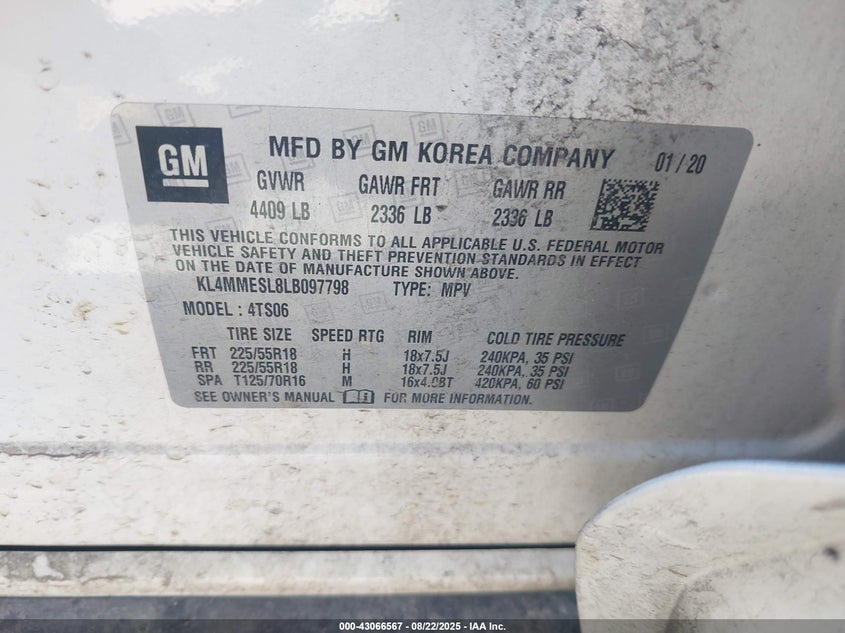 GM
MFD BY GM KOREA COMPANY 01/20
GVWR GAWR FRT GAWR RR
4409 LB 2336 LB 2336 LB
THIS VEHICLE CONFORMS TO ALL APPLICABLE U.S. FEDERAL MOTOR
VEHICLE SAFETY AND THEFT PREVENTION STANDARDS IN EFFECT
ON THE DATE OF MANUFACTURE SHOWN ABOVE.
KL4MMESL8LB097798 TYPE: MPV
MODEL: 4TS06
TIRE SIZE SPEED RTG RIM COLD TIRE PRESSURE
FRT 225/55R18 H 18x7.5J 240KPA, 35 PSI
RR 225/55R18 H 18x7.5J 240KPA, 35 PSI
SPA T125/70R16 M 16x4.0BT 420KPA, 60 PSI
SEE OWNER'S MANUAL FOR MORE INFORMATION.
000-43066567 - 08/22/2025 - IAA Inc.